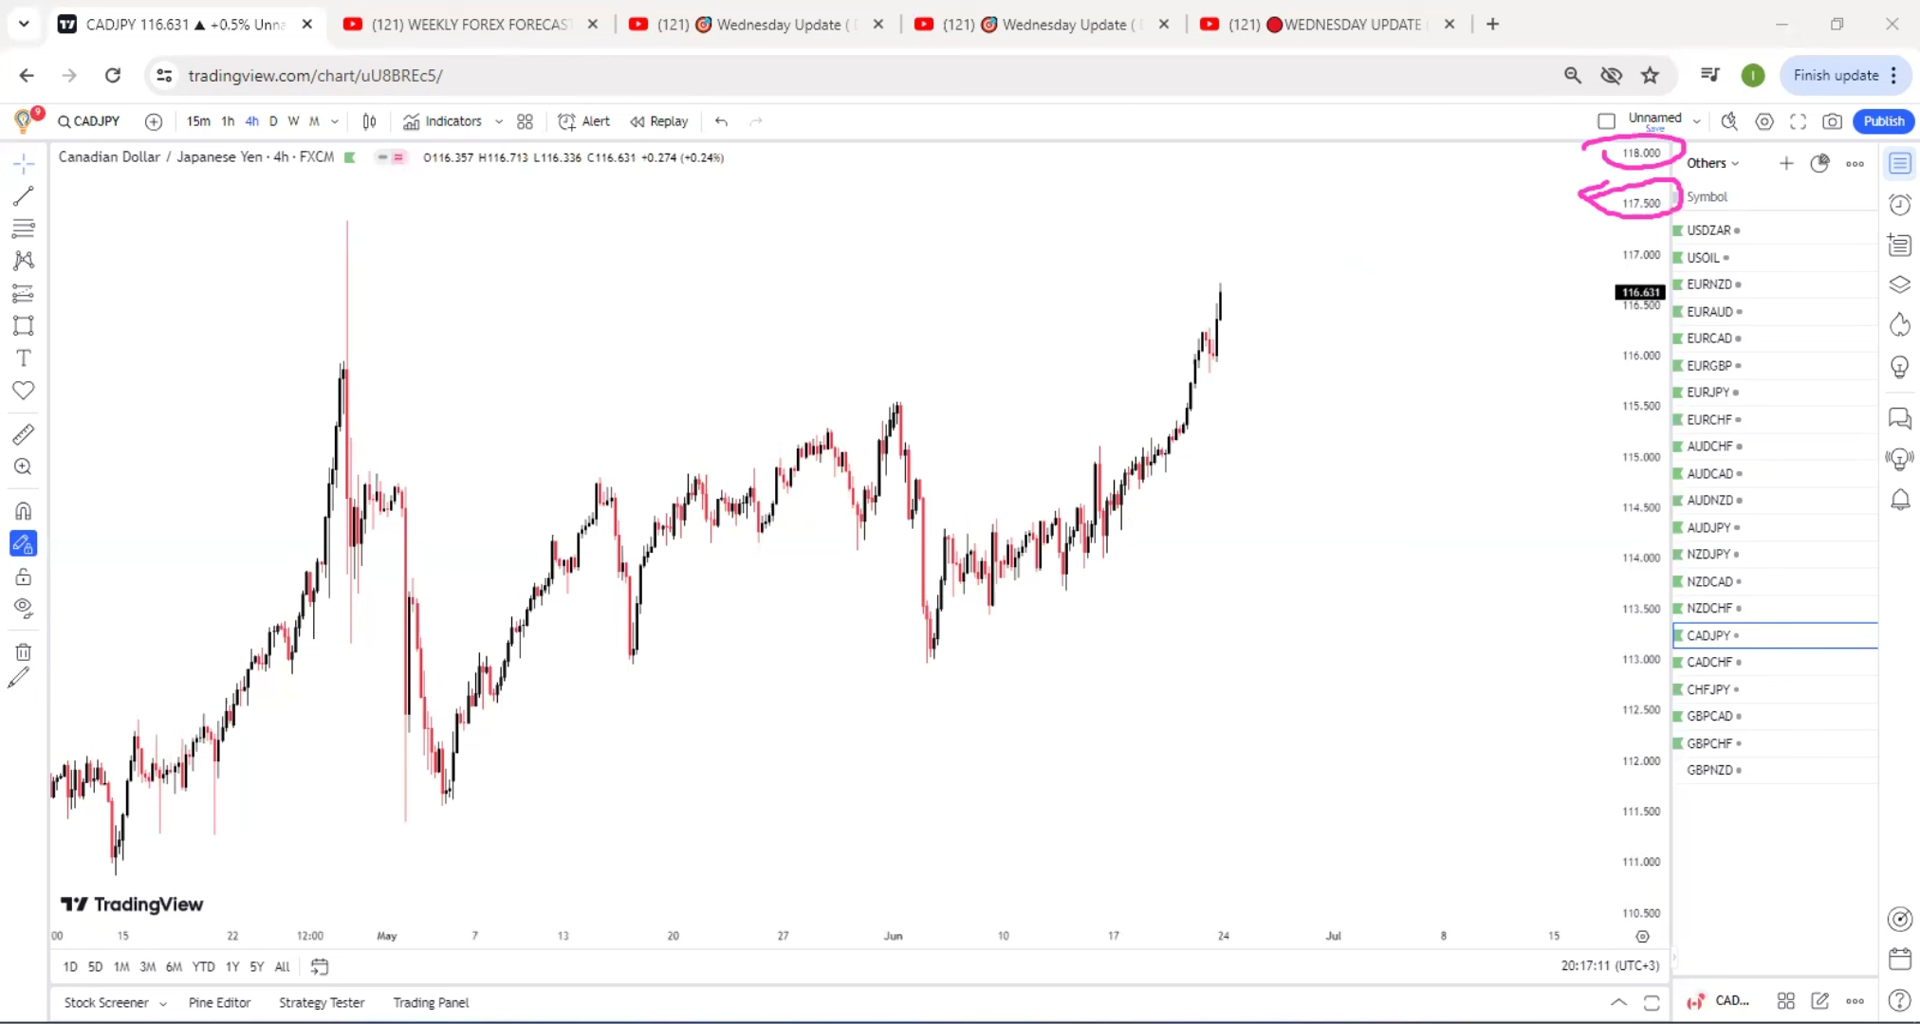 CADJPY 116.631 ▲ +0.5% Unna
(121) WEEKLY FOREX FORECAST
(121) 🎯 Wednesday Update (
(121) 🎯 Wednesday Update (
(121) 🔴WEDNESDAY UPDATE
tradingview.com/chart/uU8BREc5/
I
Finish update
9
CADJPY
15m 1h 4h D W M
Indicators
Alert
Replay
Unnamed
Save
Publish
Canadian Dollar / Japanese Yen · 4h · FXCM
O116.357 H116.713 L116.336 C116.631 +0.274 (+0.24%)
118.000
117.500
117.000
116.631
116.500
116.000
115.500
115.000
114.500
114.000
113.500
113.000
112.500
112.000
111.500
111.000
110.500
Others
Symbol
USDZAR
USOIL
EURNZD
EURAUD
EURCAD
EURGBP
EURJPY
EURCHF
AUDCHF
AUDCAD
AUDNZD
AUDJPY
NZDJPY
NZDCAD
NZDCHF
CADJPY
CADCHF
CHFJPY
GBPCAD
GBPCHF
GBPNZD
TradingView
00 15 22 12:00 May 7 13 20 27 Jun 10 17 24 Jul 8 15
1D 5D 1M 3M 6M YTD 1Y 5Y All
20:17:11 (UTC+3)
Stock Screener
Pine Editor
Strategy Tester
Trading Panel
CAD...